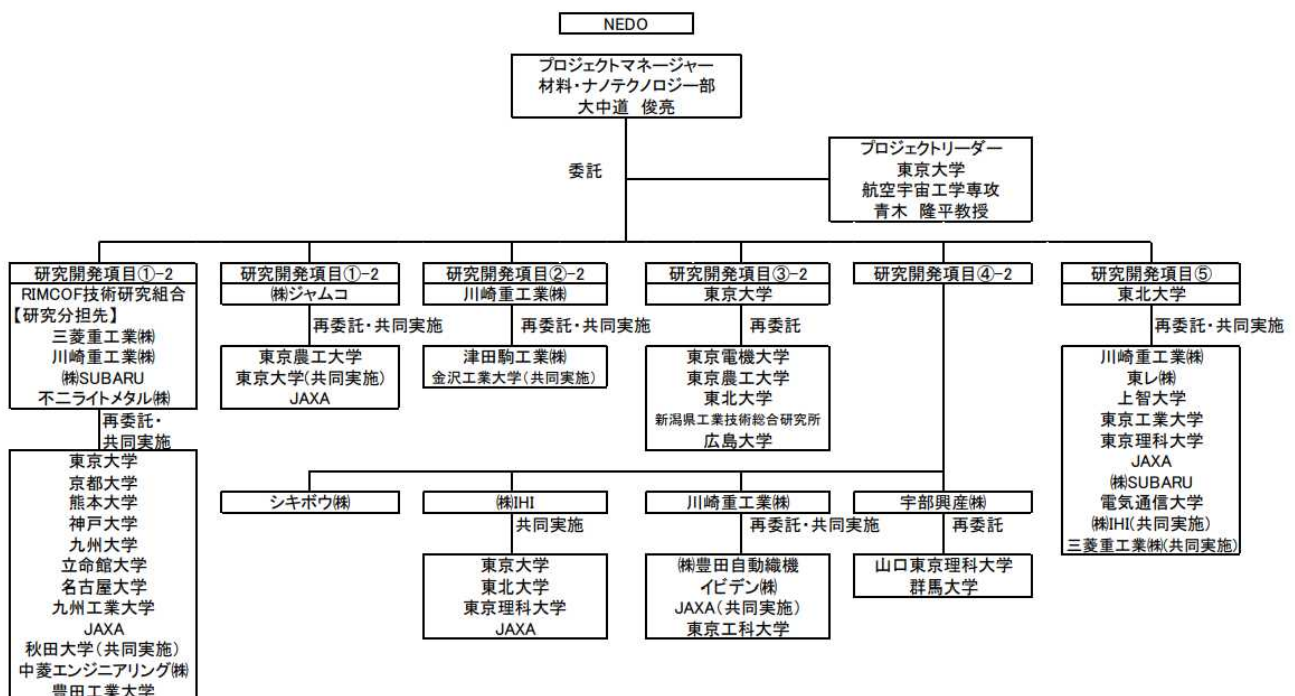 NEDO
プロジェクトマネージャー
材料・ナノテクノロジー部
大中道 俊亮
委託
プロジェクトリーダー
東京大学
航空宇宙工学専攻
青木 隆平教授
研究開発項目①-2
RIMCOF技術研究組合
【研究分担先】
三菱重工業㈱
川崎重工業㈱
㈱SUBARU
不二ライトメタル㈱
再委託・
共同実施
東京大学
京都大学
熊本大学
神戸大学
九州大学
立命館大学
名古屋大学
九州工業大学
JAXA
秋田大学(共同実施)
中菱エンジニアリング㈱
豊田工業大学
研究開発項目①-2
㈱ジャムコ
再委託・共同実施
東京農工大学
東京大学(共同実施)
JAXA
研究開発項目②-2
川崎重工業㈱
再委託・共同実施
津田駒工業㈱
金沢工業大学(共同実施)
研究開発項目③-2
東京大学
再委託
東京電機大学
東京農工大学
東北大学
新潟県工業技術総合研究所
広島大学
研究開発項目④-2
シキボウ㈱
㈱IHI
共同実施
東京大学
東北大学
東京理科大学
JAXA
川崎重工業㈱
再委託・共同実施
㈱豊田自動織機
イビデン㈱
JAXA(共同実施)
東京工科大学
宇部興産㈱
再委託
山口東京理科大学
群馬大学
研究開発項目⑤
東北大学
再委託・共同実施
川崎重工業㈱
東レ㈱
上智大学
東京工業大学
東京理科大学
JAXA
㈱SUBARU
電気通信大学
㈱IHI(共同実施)
三菱重工業㈱(共同実施)